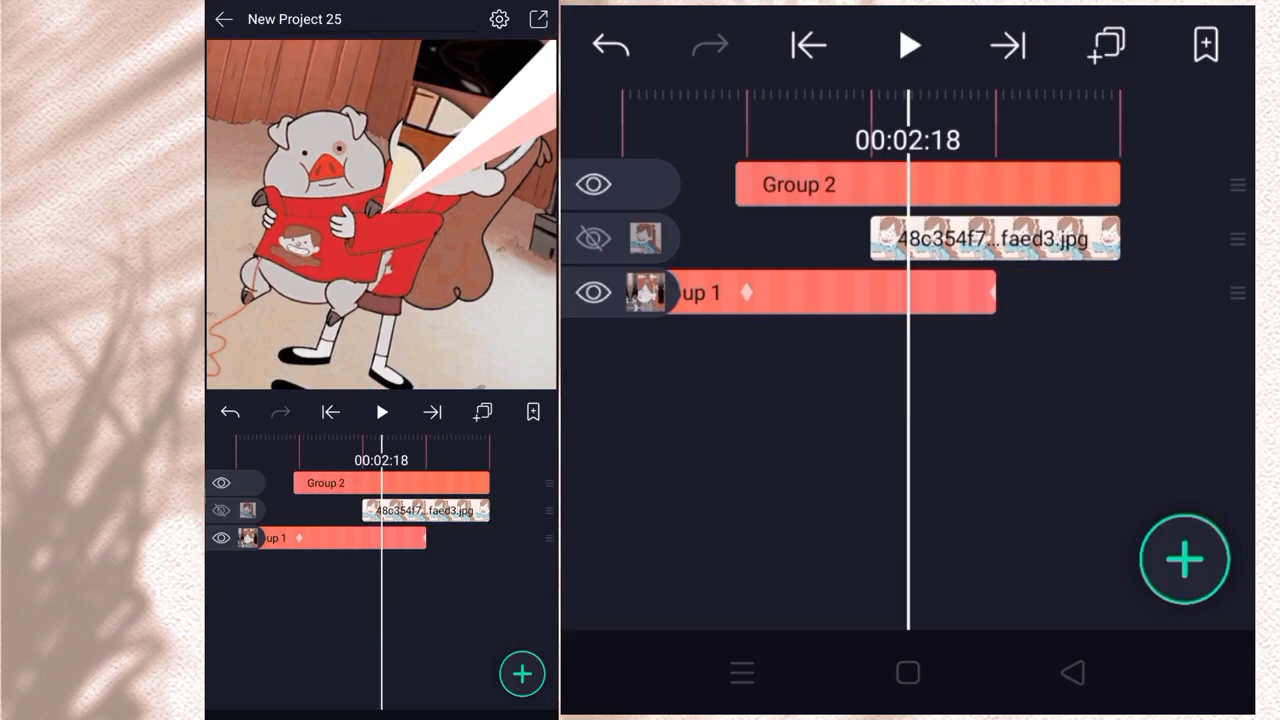 New Project 25
00:02:18
Group 2
48c354f7...faed3.jpg
up 1
00:02:18
Group 2
48c354f7...faed3.jpg
up 1